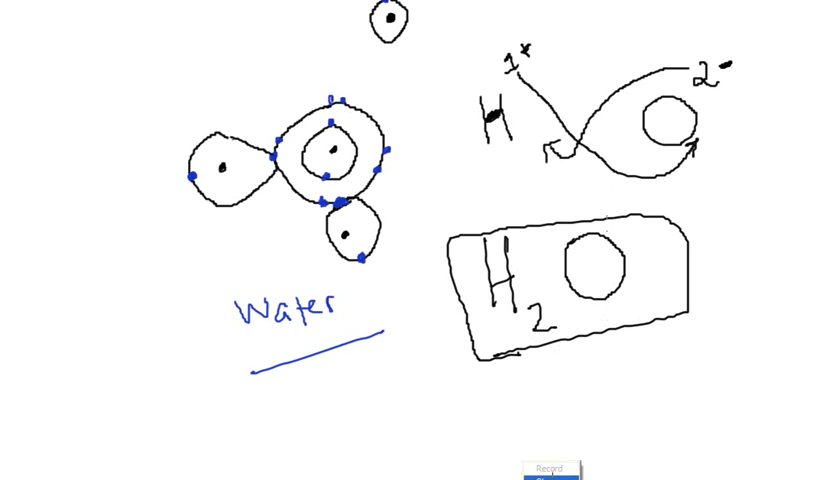 1+ 2-
H O
H2O
Water
Record